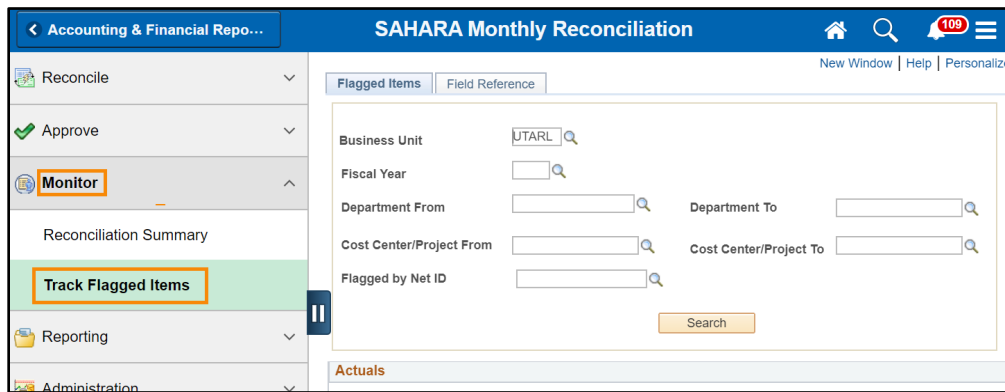 Accounting & Financial Repo...
SAHARA Monthly Reconciliation
109
New Window | Help | Personalize
Reconcile
Approve
Monitor
Reconciliation Summary
Track Flagged Items
Reporting
Administration
Flagged Items
Field Reference
Business Unit UTARL
Fiscal Year
Department From Department To
Cost Center/Project From Cost Center/Project To
Flagged by Net ID
Search
Actuals